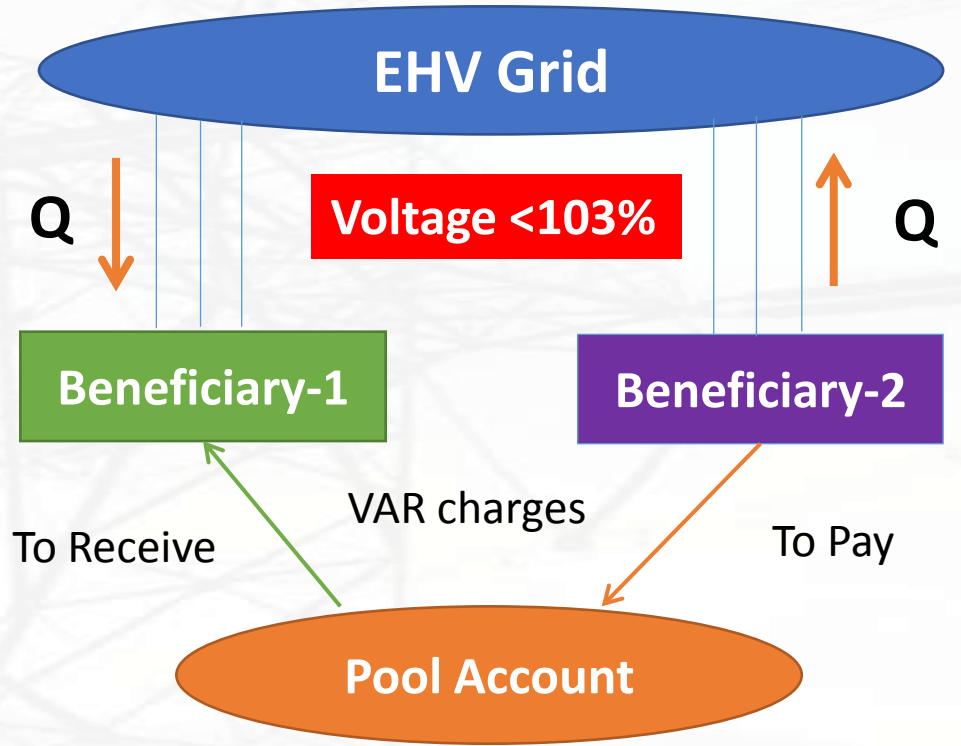 EHV Grid
Q
Voltage <103%
Q
Beneficiary-1
Beneficiary-2
VAR charges
To Receive
To Pay
Pool Account